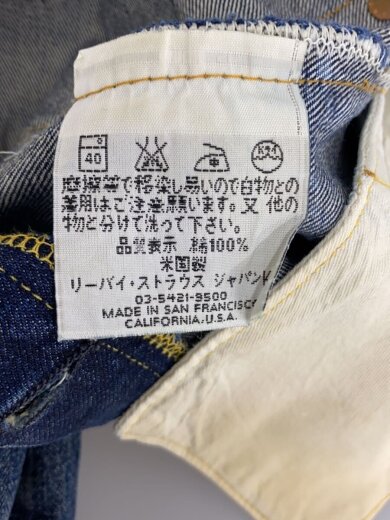 40
摩擦等で移染し易いので白物との
兼用はご注意願います。又 他の
物と分けて洗って下さい。
品質表示 綿100%
米国製
リーバイ・ストラウス ジャパンK
03-5421-3500
MADE IN SAN FRANCISCO
CALIFORNIA.U.S.A.